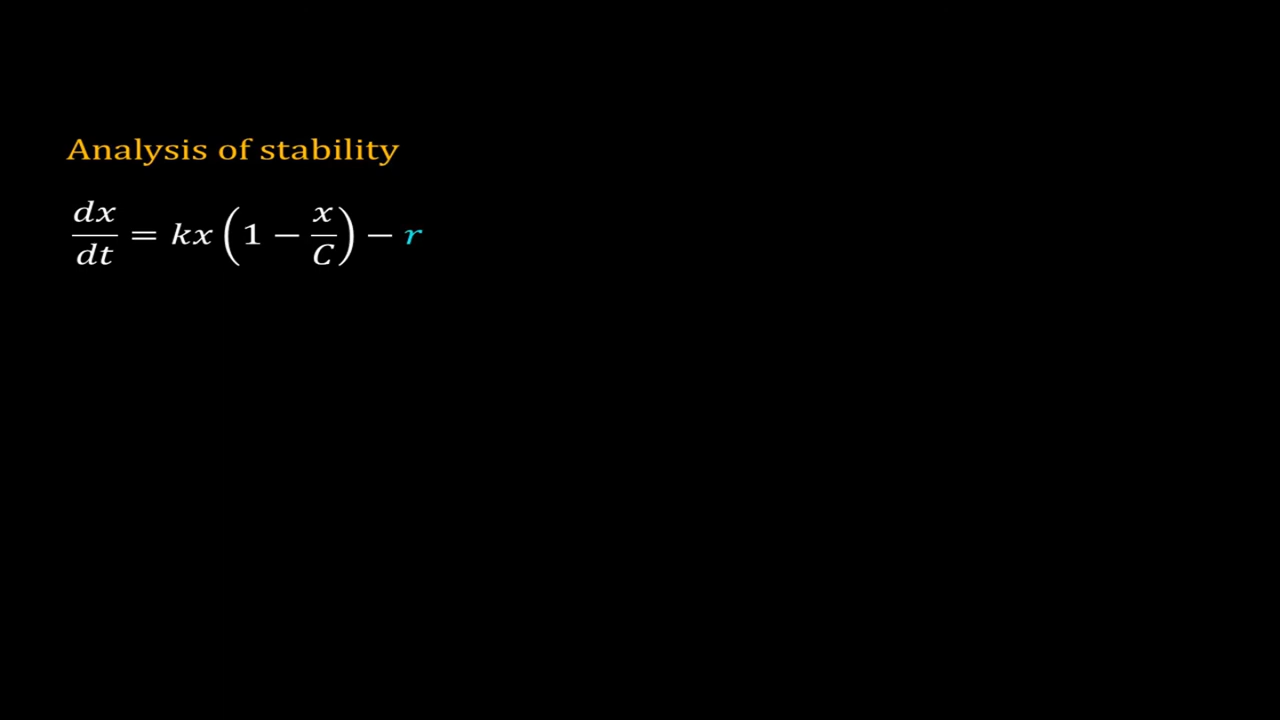 Analysis of stability
dx/dt = kx(1 − x/C) − r